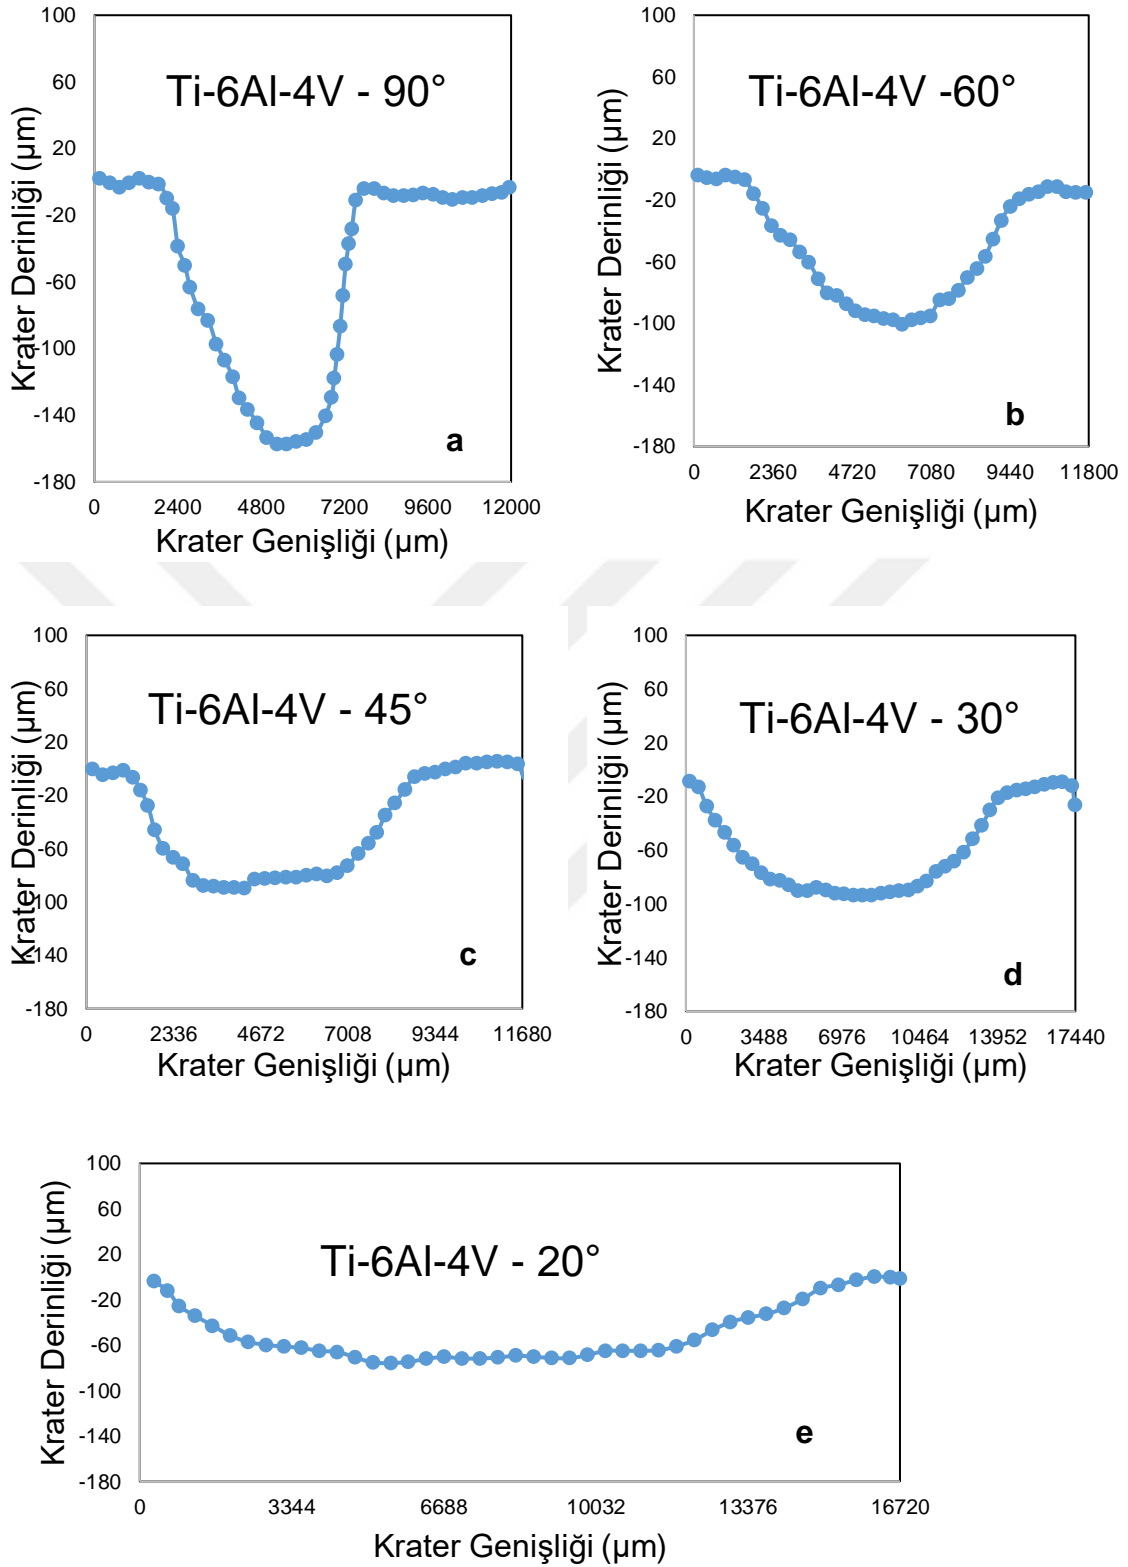 100
60
20
-20
-60
-100
-140
-180
Krater Derinliği (µm)
Ti-6Al-4V - 90°
a
0 2400 4800 7200 9600 12000
Krater Genişliği (µm)
100
60
20
-20
-60
-100
-140
-180
Krater Derinliği (µm)
Ti-6Al-4V -60°
b
0 2360 4720 7080 9440 11800
Krater Genişliği (µm)
100
60
20
-20
-60
-100
-140
-180
Krater Derinliği (µm)
Ti-6Al-4V - 45°
c
0 2336 4672 7008 9344 11680
Krater Genişliği (µm)
100
60
20
-20
-60
-100
-140
-180
Krater Derinliği (µm)
Ti-6Al-4V - 30°
d
0 3488 6976 10464 13952 17440
Krater Genişliği (µm)
100
60
20
-20
-60
-100
-140
-180
Krater Derinliği (µm)
Ti-6Al-4V - 20°
e
0 3344 6688 10032 13376 16720
Krater Genişliği (µm)